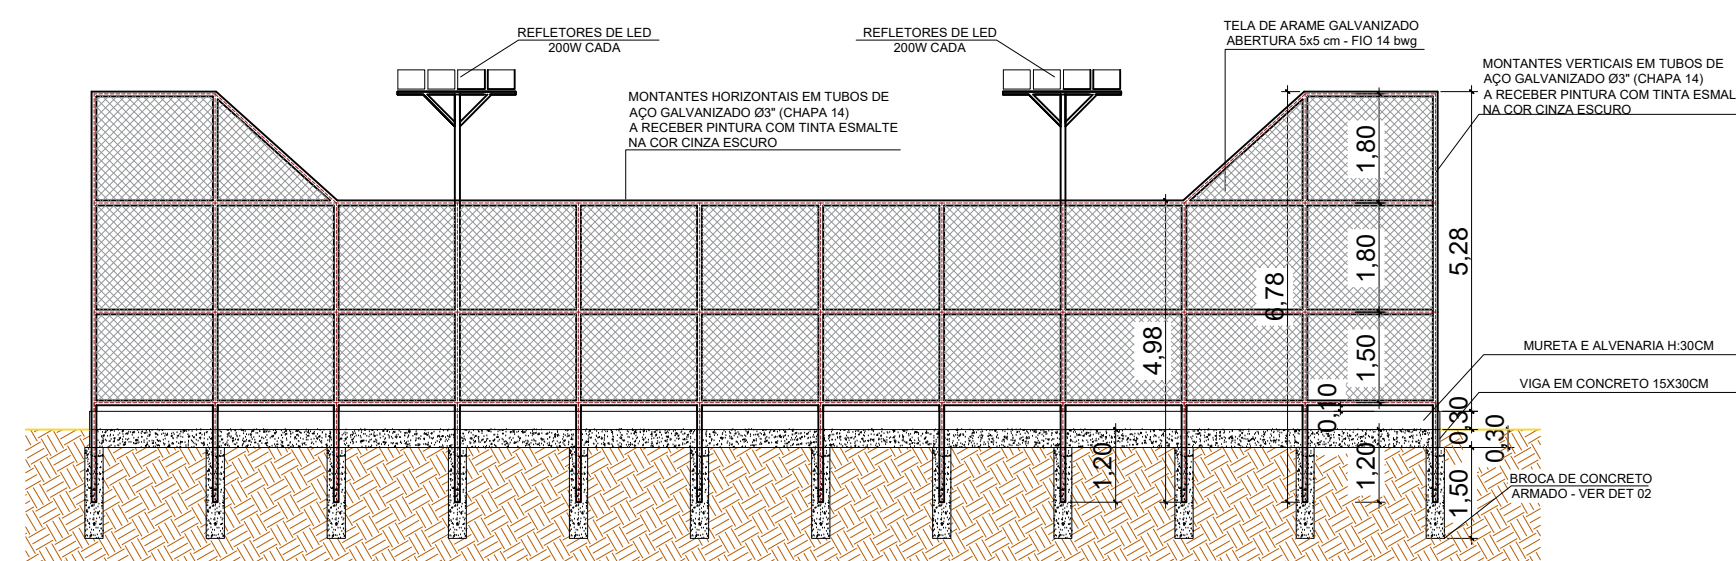 REFLETORES DE LED
200W CADA
REFLETORES DE LED
200W CADA
TELA DE ARAME GALVANIZADO
ABERTURA 5x5 cm - FIO 14 bwg
MONTANTES VERTICAIS EM TUBOS DE
AÇO GALVANIZADO Ø3" (CHAPA 14)
A RECEBER PINTURA COM TINTA ESMAL
NA COR CINZA ESCURO
MONTANTES HORIZONTAIS EM TUBOS DE
AÇO GALVANIZADO Ø3" (CHAPA 14)
A RECEBER PINTURA COM TINTA ESMALTE
NA COR CINZA ESCURO
1,80
1,80
5,28
6,78
4,98
1,50
0,10
0,30
0,30
1,20
1,20
1,50
MURETA E ALVENARIA H:30CM
VIGA EM CONCRETO 15X30CM
BROCA DE CONCRETO
ARMADO - VER DET 02